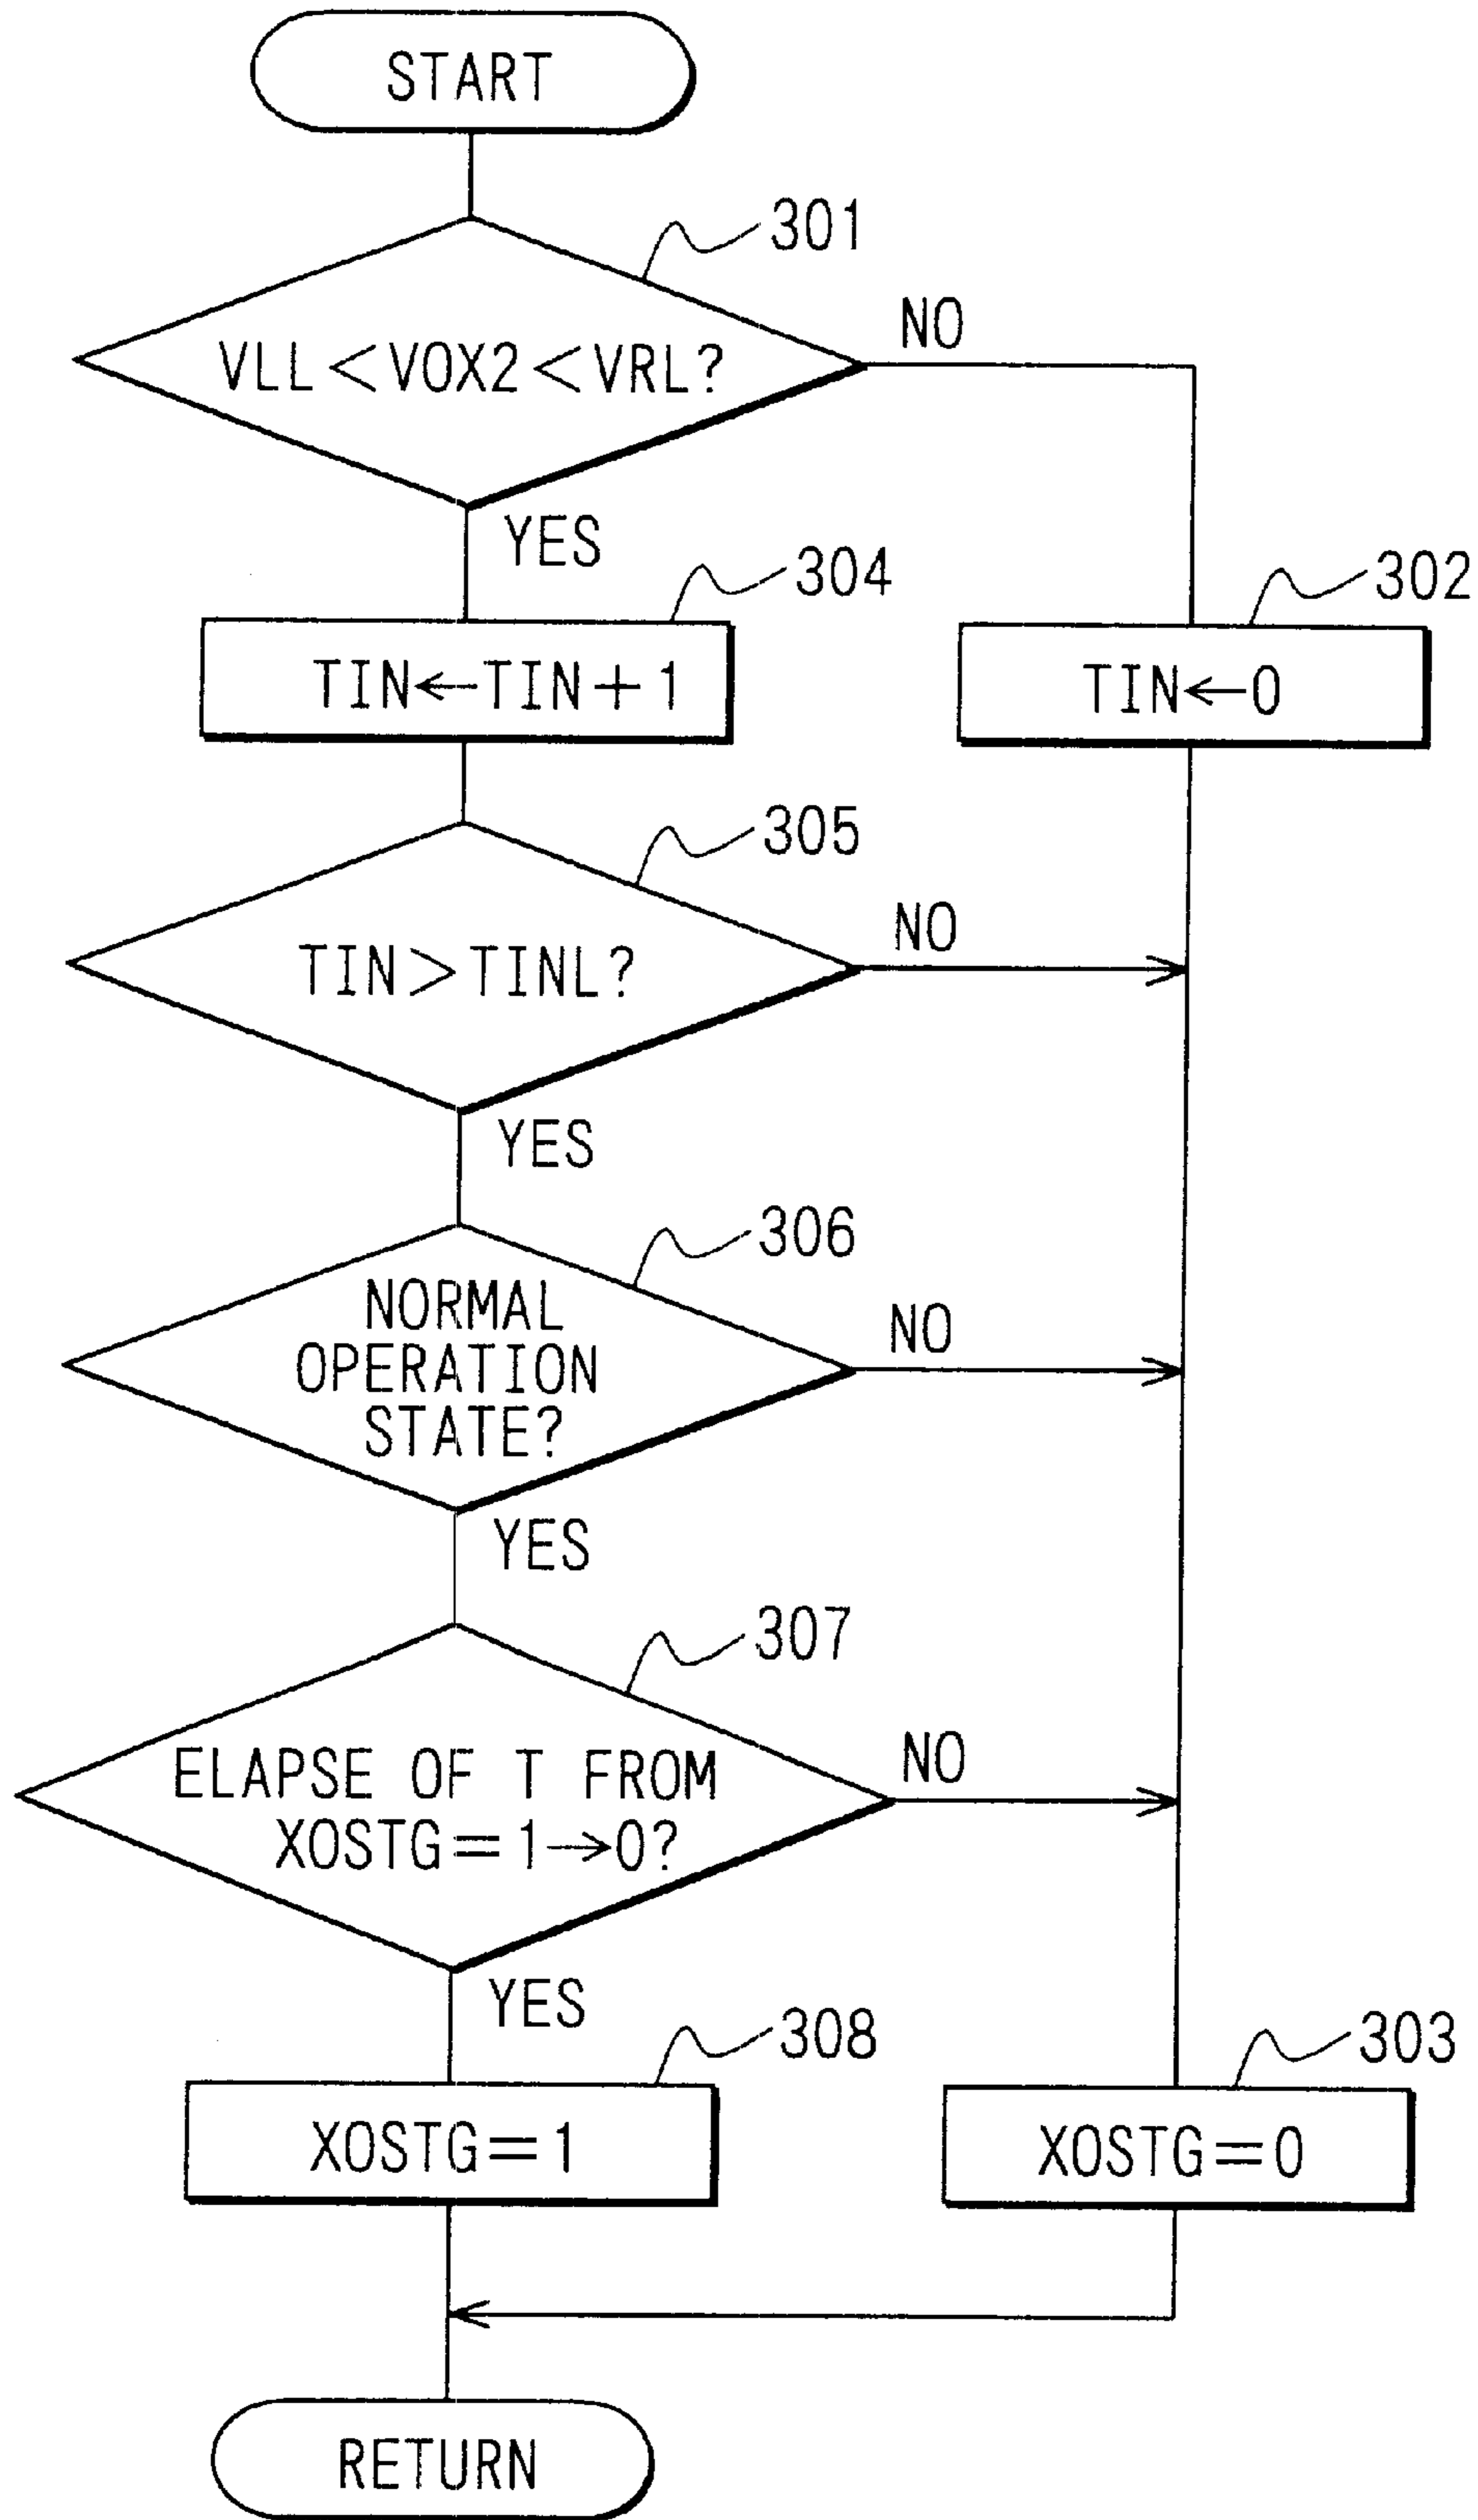 START
301
VLL<VOX2<VRL?
NO
YES
304
302
TIN←TIN+1
TIN←0
305
TIN>TINL?
NO
YES
306
NORMAL
OPERATION
STATE?
NO
YES
307
ELAPSE OF T FROM
XOSTG=1→0?
NO
YES
308
303
XOSTG=1
XOSTG=0
RETURN